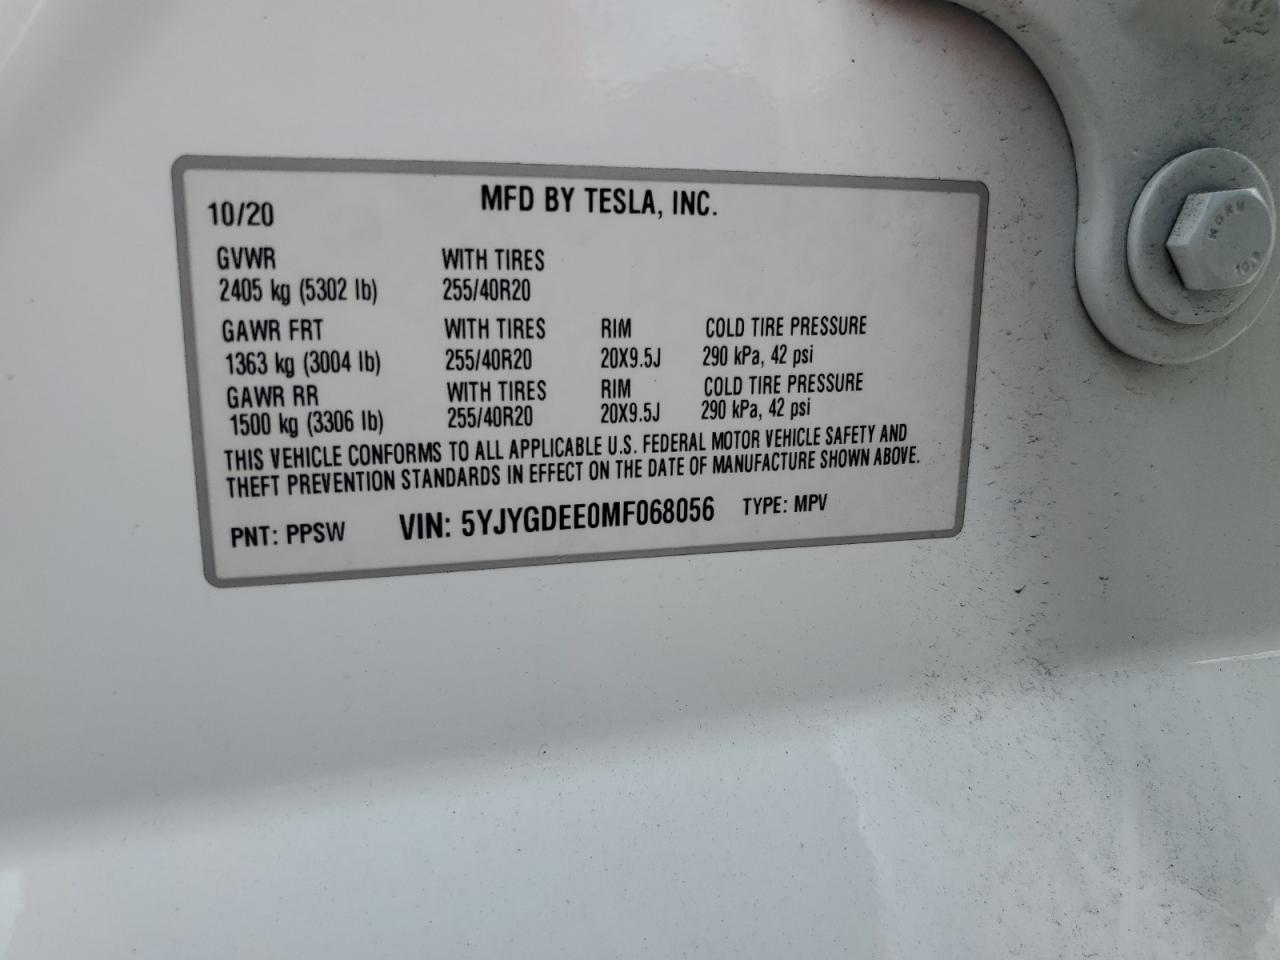 MFD BY TESLA, INC.
10/20
GVWR WITH TIRES
2405 kg (5302 lb) 255/40R20
GAWR FRT WITH TIRES RIM COLD TIRE PRESSURE
1363 kg (3004 lb) 255/40R20 20X9.5J 290 kPa, 42 psi
GAWR RR WITH TIRES RIM COLD TIRE PRESSURE
1500 kg (3306 lb) 255/40R20 20X9.5J 290 kPa, 42 psi
THIS VEHICLE CONFORMS TO ALL APPLICABLE U.S. FEDERAL MOTOR VEHICLE SAFETY AND
THEFT PREVENTION STANDARDS IN EFFECT ON THE DATE OF MANUFACTURE SHOWN ABOVE.
PNT: PPSW VIN: 5YJYGDEE0MF068056 TYPE: MPV